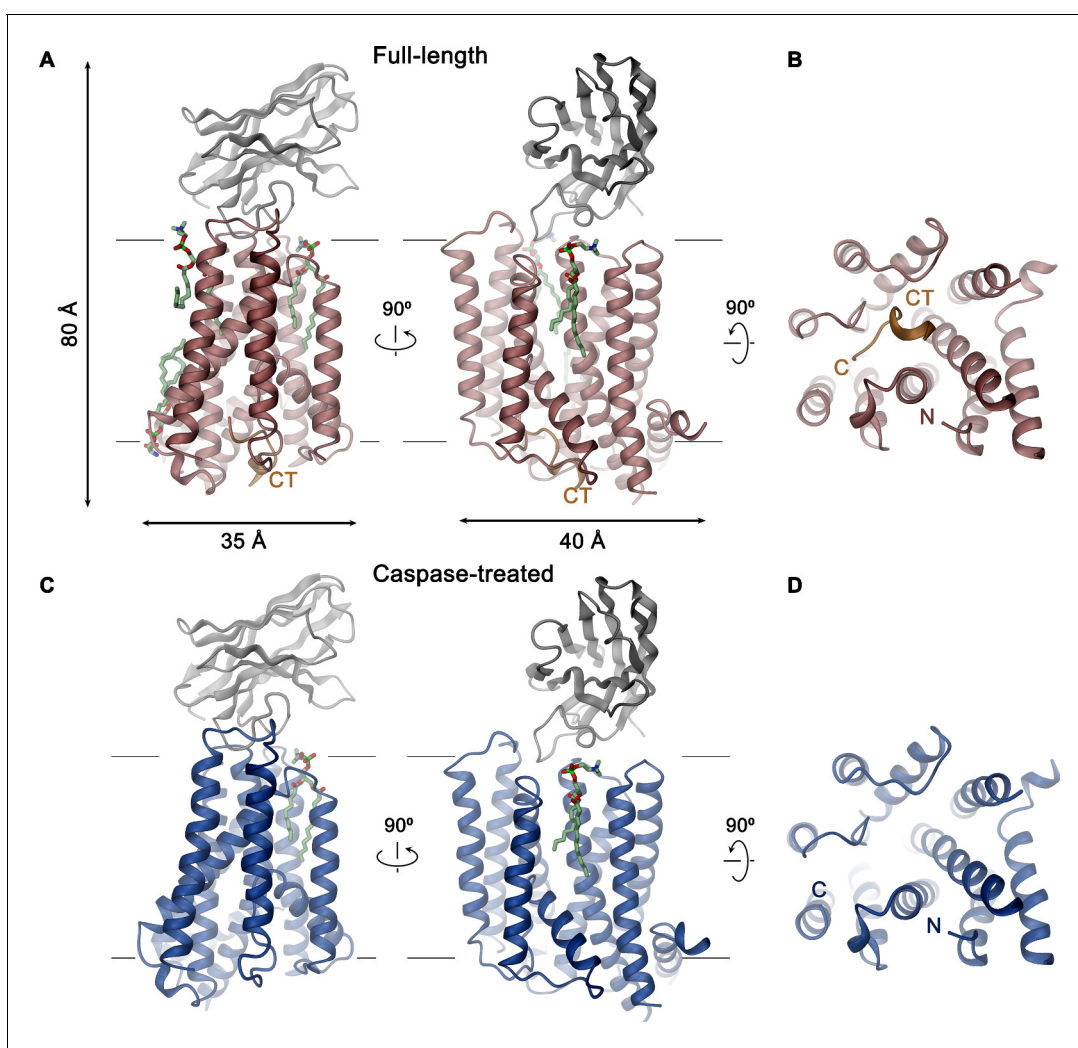 A
Full-length
B
80 Å
90º
90º
CT
C
N
CT
CT
35 Å
40 Å
C
Caspase-treated
D
90º
90º
C
N